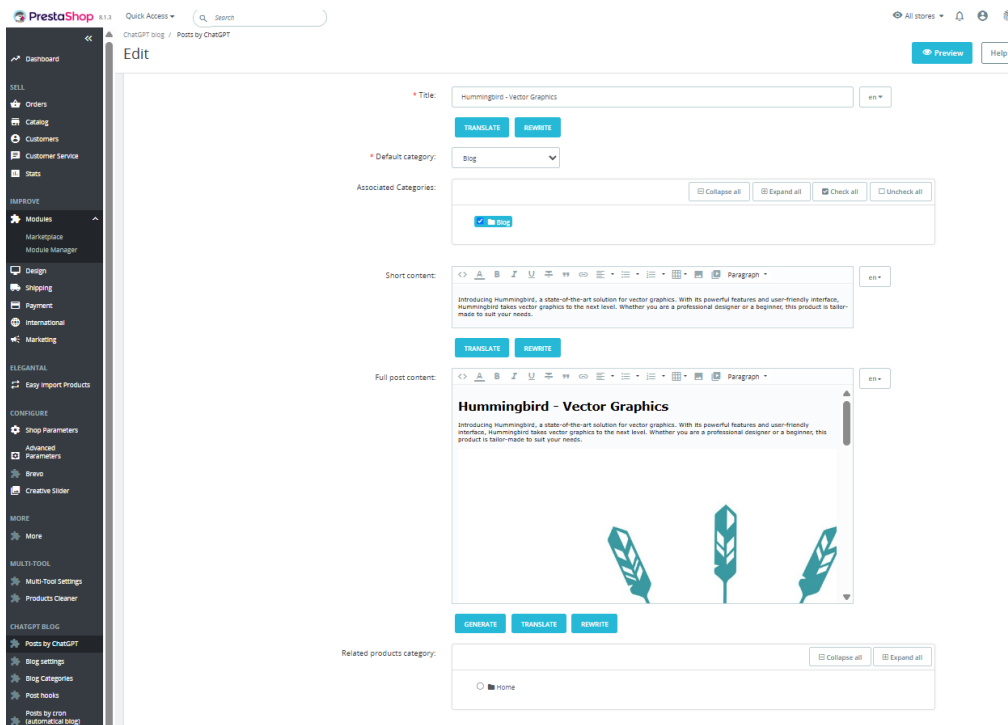 PrestaShop 8.1.3
Quick Access
Search
All stores
ChatGPT blog / Posts by ChatGPT
Edit
Preview
Help
Dashboard
SELL
Orders
Catalog
Customers
Customer Service
Stats
IMPROVE
Modules
Marketplace
Module Manager
Design
Shipping
Payment
International
Marketing
ELEGANTAL
Easy Import Products
CONFIGURE
Shop Parameters
Advanced
Parameters
Brevo
Creative Slider
MORE
More
MULTI-TOOL
Multi-Tool Settings
Products Cleaner
CHATGPT BLOG
Posts by ChatGPT
Blog settings
Blog Categories
Post hooks
Posts by cron
(automatical blog)
* Title:
Hummingbird - Vector Graphics
en
TRANSLATE REWRITE
* Default category:
Blog
Associated Categories:
Collapse all Expand all Check all Uncheck all
Blog
Short content:
Paragraph
en
Introducing Hummingbird, a state-of-the-art solution for vector graphics. With its powerful features and user-friendly interface,
Hummingbird takes vector graphics to the next level. Whether you are a professional designer or a beginner, this product is tailor-
made to suit your needs.
TRANSLATE REWRITE
Full post content:
Paragraph
en
Hummingbird - Vector Graphics
Introducing Hummingbird, a state-of-the-art solution for vector graphics. With its powerful features and user-friendly
interface, Hummingbird takes vector graphics to the next level. Whether you are a professional designer or a beginner, this
product is tailor-made to suit your needs.
GENERATE TRANSLATE REWRITE
Related products category:
Collapse all Expand all
Home